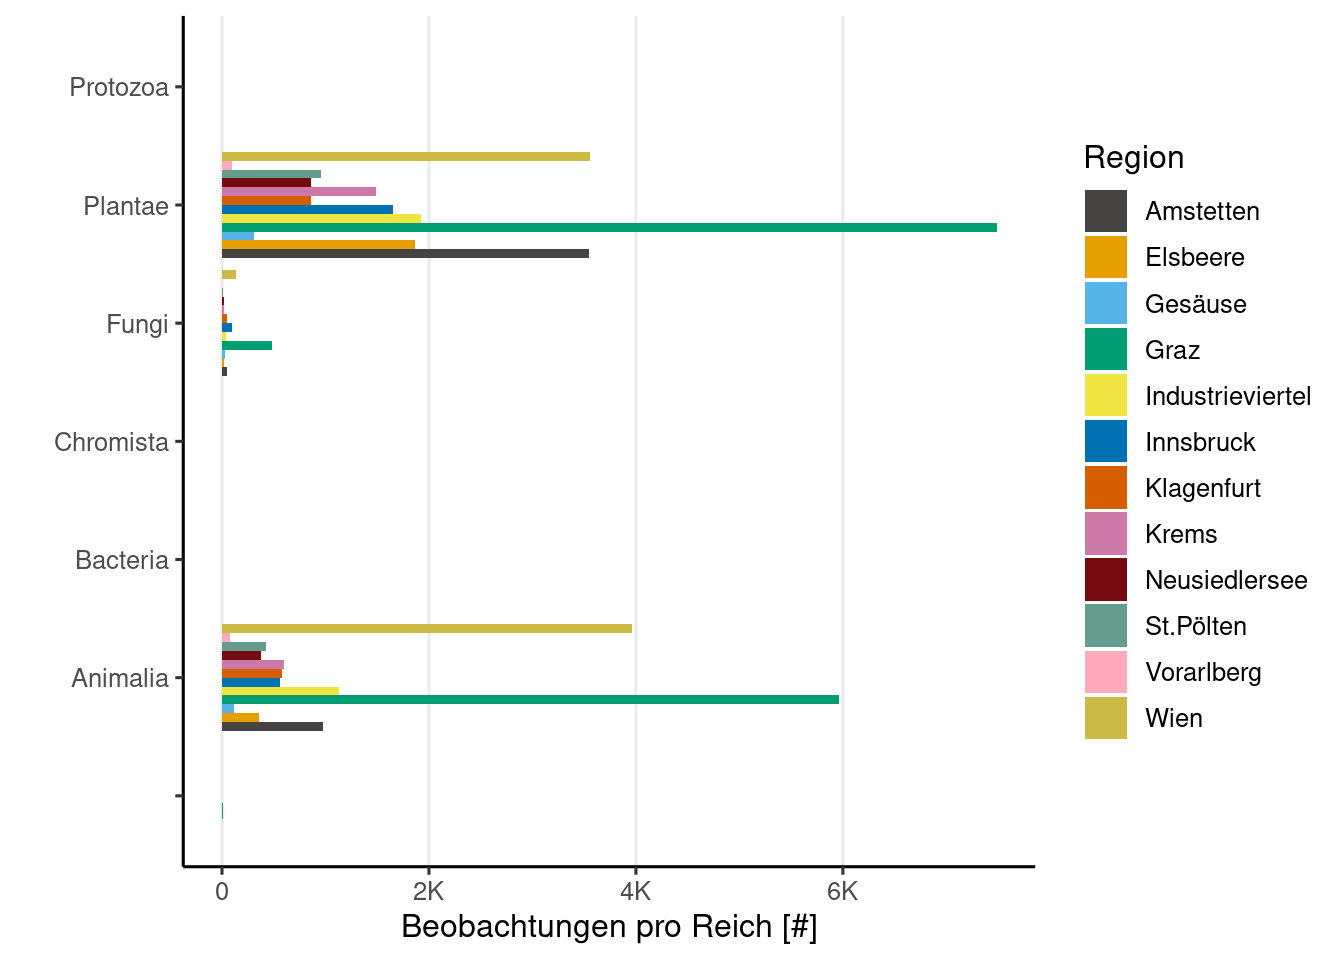 Protozoa
Plantae
Fungi
Chromista
Bacteria
Animalia
0 2K 4K 6K
Beobachtungen pro Reich [#]
Region
Amstetten
Elsbeere
Gesäuse
Graz
Industrieviertel
Innsbruck
Klagenfurt
Krems
Neusiedlersee
St.Pölten
Vorarlberg
Wien